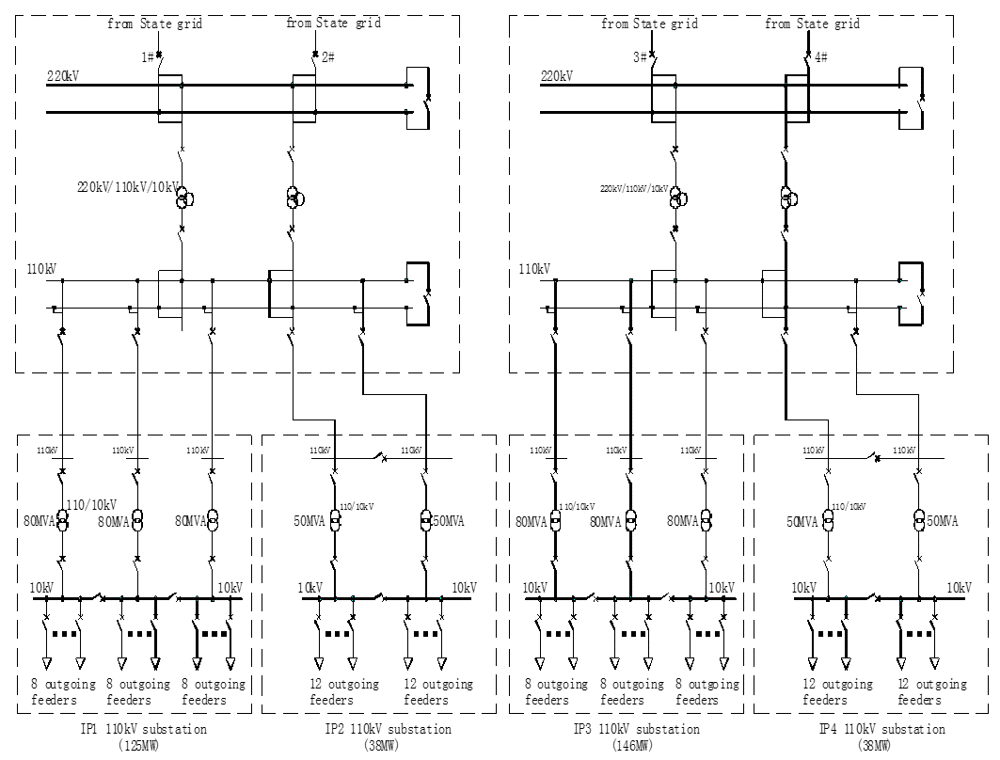 from State grid
from State grid
from State grid
from State grid
1#
2#
3#
4#
220kV
220kV
220kV/110kV/10kV
220kV/110kV/10kV
110kV
110kV
110kV
110kV
110kV
110kV
110kV
110kV
110kV
110kV
110kV
110kV
110/10kV
110/10kV
110/10kV
110/10kV
80MVA
80MVA
80MVA
50MVA
50MVA
80MVA
80MVA
80MVA
50MVA
50MVA
10kV
10kV
10kV
10kV
10kV
10kV
10kV
10kV
8 outgoing
feeders
8 outgoing
feeders
8 outgoing
feeders
12 outgoing
feeders
12 outgoing
feeders
8 outgoing
feeders
8 outgoing
feeders
8 outgoing
feeders
12 outgoing
feeders
12 outgoing
feeders
IP1 110kV substation
(125MW)
IP2 110kV substation
(38MW)
IP3 110kV substation
(146MW)
IP4 110kV substation
(38MW)